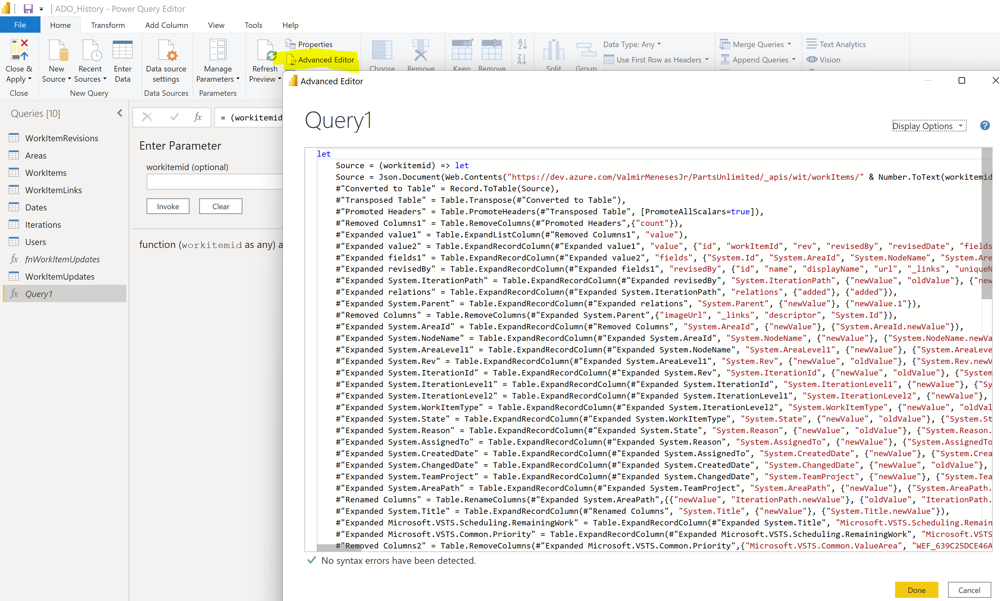 ADO_History - Power Query Editor
File Home Transform Add Column View Tools Help
Close & Apply
New Source
Recent Sources
Enter Data
Data source settings
Manage Parameters
Refresh Preview
Properties
Advanced Editor
Choose
Remove
Keep
Remove
Split
Group
Data Type: Any
Use First Row as Headers
Merge Queries
Append Queries
Text Analytics
Vision
Close
New Query
Data Sources
Parameters
Queries [10]
WorkItemRevisions
Areas
WorkItems
WorkItemLinks
Dates
Iterations
Users
fx fnWorkItemUpdates
WorkItemUpdates
fx Query1
fx = (workitemid
Enter Parameter
workitemid (optional)
Invoke Clear
function (workitemid as any) a
Advanced Editor
Query1
Display Options
?
let
Source = (workitemid) => let
Source = Json.Document(Web.Contents("https://dev.azure.com/ValmirMenesesJr/PartsUnlimited/_apis/wit/workItems/" & Number.ToText(workitemid
#"Converted to Table" = Record.ToTable(Source),
#"Transposed Table" = Table.Transpose(#"Converted to Table"),
#"Promoted Headers" = Table.PromoteHeaders(#"Transposed Table", [PromoteAllScalars=true]),
#"Removed Columns1" = Table.RemoveColumns(#"Promoted Headers",{"count"}),
#"Expanded value1" = Table.ExpandListColumn(#"Removed Columns1", "value"),
#"Expanded value2" = Table.ExpandRecordColumn(#"Expanded value1", "value", {"id", "workItemId", "rev", "revisedBy", "revisedDate", "fields
#"Expanded fields1" = Table.ExpandRecordColumn(#"Expanded value2", "fields", {"System.Id", "System.AreaId", "System.NodeName", "System.Are
#"Expanded revisedBy" = Table.ExpandRecordColumn(#"Expanded fields1", "revisedBy", {"id", "name", "displayName", "url", "_links", "uniqueN
#"Expanded System.IterationPath" = Table.ExpandRecordColumn(#"Expanded revisedBy", "System.IterationPath", {"newValue", "oldValue"}, {"new
#"Expanded relations" = Table.ExpandRecordColumn(#"Expanded System.IterationPath", "relations", {"added"}, {"added"}),
#"Expanded System.Parent" = Table.ExpandRecordColumn(#"Expanded relations", "System.Parent", {"newValue"}, {"newValue.1"}),
#"Removed Columns" = Table.RemoveColumns(#"Expanded System.Parent",{"imageUrl", "_links", "descriptor", "System.Id"}),
#"Expanded System.AreaId" = Table.ExpandRecordColumn(#"Removed Columns", "System.AreaId", {"newValue"}, {"System.AreaId.newValue"}),
#"Expanded System.NodeName" = Table.ExpandRecordColumn(#"Expanded System.AreaId", "System.NodeName", {"newValue"}, {"System.NodeName.newVa
#"Expanded System.AreaLevel1" = Table.ExpandRecordColumn(#"Expanded System.NodeName", "System.AreaLevel1", {"newValue"}, {"System.AreaLeve
#"Expanded System.Rev" = Table.ExpandRecordColumn(#"Expanded System.AreaLevel1", "System.Rev", {"newValue", "oldValue"}, {"System.Rev.newV
#"Expanded System.IterationId" = Table.ExpandRecordColumn(#"Expanded System.Rev", "System.IterationId", {"newValue", "oldValue"}, {"System
#"Expanded System.IterationLevel1" = Table.ExpandRecordColumn(#"Expanded System.IterationId", "System.IterationLevel1", {"newValue"}, {"Sy
#"Expanded System.IterationLevel2" = Table.ExpandRecordColumn(#"Expanded System.IterationLevel1", "System.IterationLevel2", {"newValue"},
#"Expanded System.WorkItemType" = Table.ExpandRecordColumn(#"Expanded System.IterationLevel2", "System.WorkItemType", {"newValue", "oldVal
#"Expanded System.State" = Table.ExpandRecordColumn(#"Expanded System.WorkItemType", "System.State", {"newValue", "oldValue"}, {"System.St
#"Expanded System.Reason" = Table.ExpandRecordColumn(#"Expanded System.State", "System.Reason", {"newValue", "oldValue"}, {"System.Reason.
#"Expanded System.AssignedTo" = Table.ExpandRecordColumn(#"Expanded System.Reason", "System.AssignedTo", {"newValue"}, {"System.AssignedTo
#"Expanded System.CreatedDate" = Table.ExpandRecordColumn(#"Expanded System.AssignedTo", "System.CreatedDate", {"newValue"}, {"System.Crea
#"Expanded System.ChangedDate" = Table.ExpandRecordColumn(#"Expanded System.CreatedDate", "System.ChangedDate", {"newValue", "oldValue"},
#"Expanded System.TeamProject" = Table.ExpandRecordColumn(#"Expanded System.ChangedDate", "System.TeamProject", {"newValue"}, {"System.Tea
#"Expanded System.AreaPath" = Table.ExpandRecordColumn(#"Expanded System.TeamProject", "System.AreaPath", {"newValue"}, {"System.AreaPath.
#"Renamed Columns" = Table.RenameColumns(#"Expanded System.AreaPath",{{"newValue", "IterationPath.newValue"}, {"oldValue", "IterationPath.
#"Expanded System.Title" = Table.ExpandRecordColumn(#"Renamed Columns", "System.Title", {"newValue"}, {"System.Title.newValue"}),
#"Expanded Microsoft.VSTS.Scheduling.RemainingWork" = Table.ExpandRecordColumn(#"Expanded System.Title", "Microsoft.VSTS.Scheduling.Remain
#"Expanded Microsoft.VSTS.Common.Priority" = Table.ExpandRecordColumn(#"Expanded Microsoft.VSTS.Scheduling.RemainingWork", "Microsoft.VSTS
#"Removed Columns2" = Table.RemoveColumns(#"Expanded Microsoft.VSTS.Common.Priority",{"Microsoft.VSTS.Common.ValueArea", "WEF_639C25DCE46A
No syntax errors have been detected.
Done Cancel